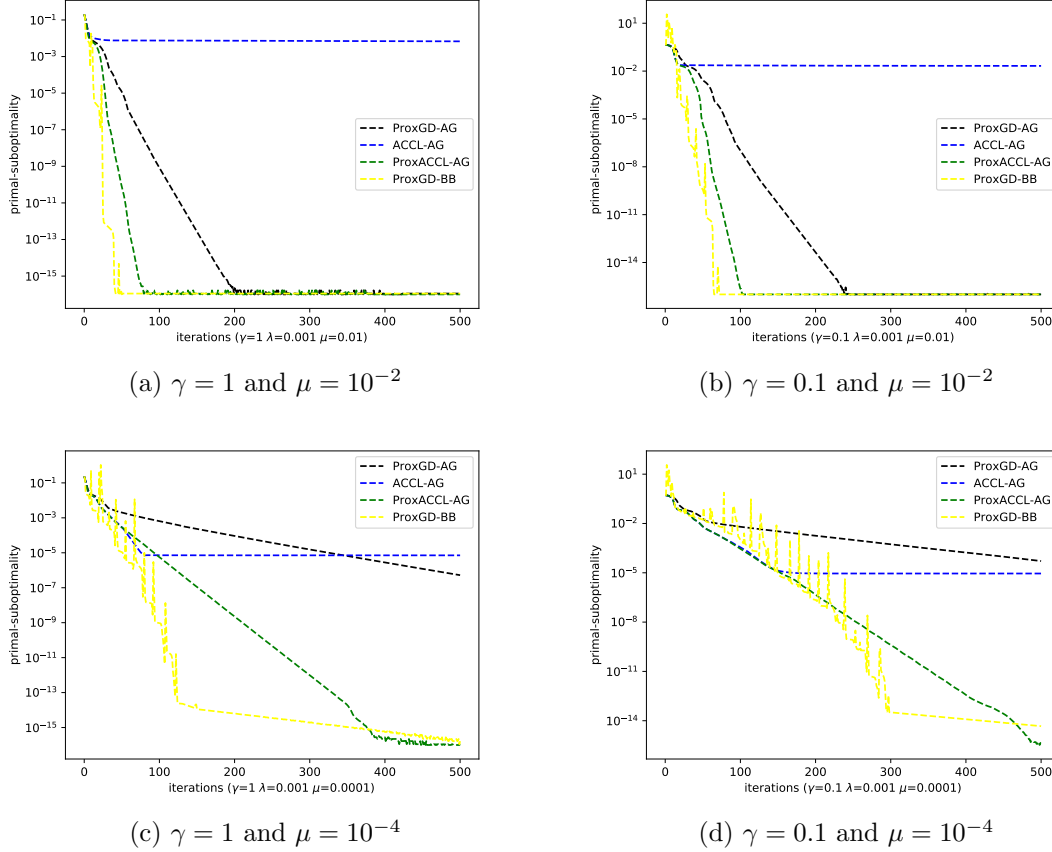 primal-suboptimality
10⁻¹
10⁻³
10⁻⁵
10⁻⁷
10⁻⁹
10⁻¹¹
10⁻¹³
10⁻¹⁵
ProxGD-AG
ACCL-AG
ProxACCL-AG
ProxGD-BB
0 100 200 300 400 500
iterations (γ=1 λ=0.001 μ=0.01)
(a) γ = 1 and μ = 10⁻²
primal-suboptimality
10¹
10⁻²
10⁻⁵
10⁻⁸
10⁻¹¹
10⁻¹⁴
ProxGD-AG
ACCL-AG
ProxACCL-AG
ProxGD-BB
0 100 200 300 400 500
iterations (γ=0.1 λ=0.001 μ=0.01)
(b) γ = 0.1 and μ = 10⁻²
primal-suboptimality
10⁻¹
10⁻³
10⁻⁵
10⁻⁷
10⁻⁹
10⁻¹¹
10⁻¹³
10⁻¹⁵
ProxGD-AG
ACCL-AG
ProxACCL-AG
ProxGD-BB
0 100 200 300 400 500
iterations (γ=1 λ=0.001 μ=0.0001)
(c) γ = 1 and μ = 10⁻⁴
primal-suboptimality
10¹
10⁻²
10⁻⁵
10⁻⁸
10⁻¹¹
10⁻¹⁴
ProxGD-AG
ACCL-AG
ProxACCL-AG
ProxGD-BB
0 100 200 300 400 500
iterations (γ=0.1 λ=0.001 μ=0.0001)
(d) γ = 0.1 and μ = 10⁻⁴